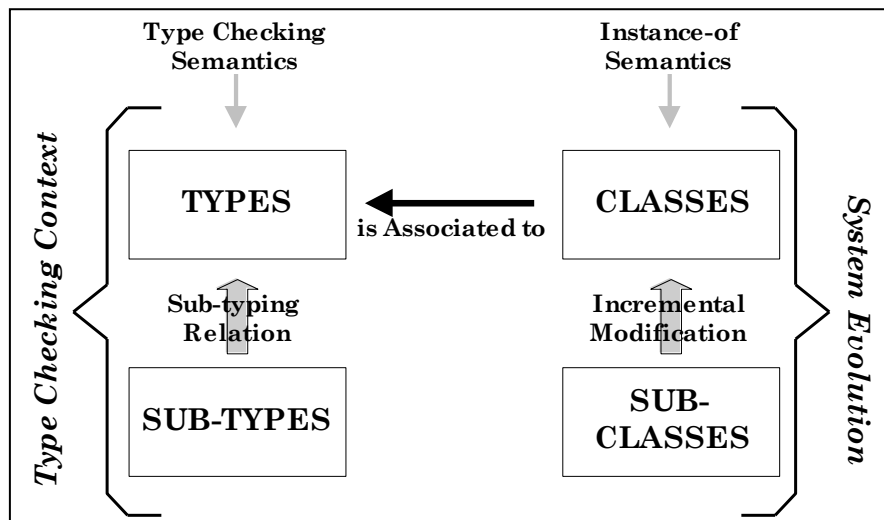 Type Checking
Semantics
Instance-of
Semantics
Type Checking Context
TYPES
is Associated to
CLASSES
System Evolution
Sub-typing
Relation
Incremental
Modification
SUB-TYPES
SUB-
CLASSES